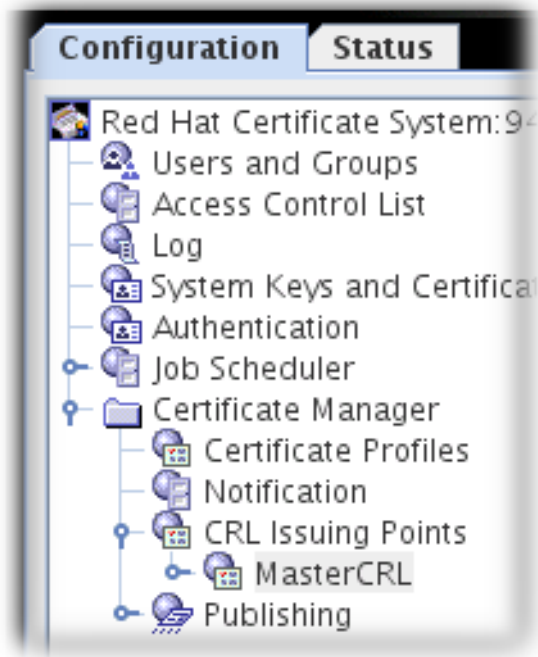 Configuration Status
Red Hat Certificate System:94
Users and Groups
Access Control List
Log
System Keys and Certificat
Authentication
Job Scheduler
Certificate Manager
Certificate Profiles
Notification
CRL Issuing Points
MasterCRL
Publishing